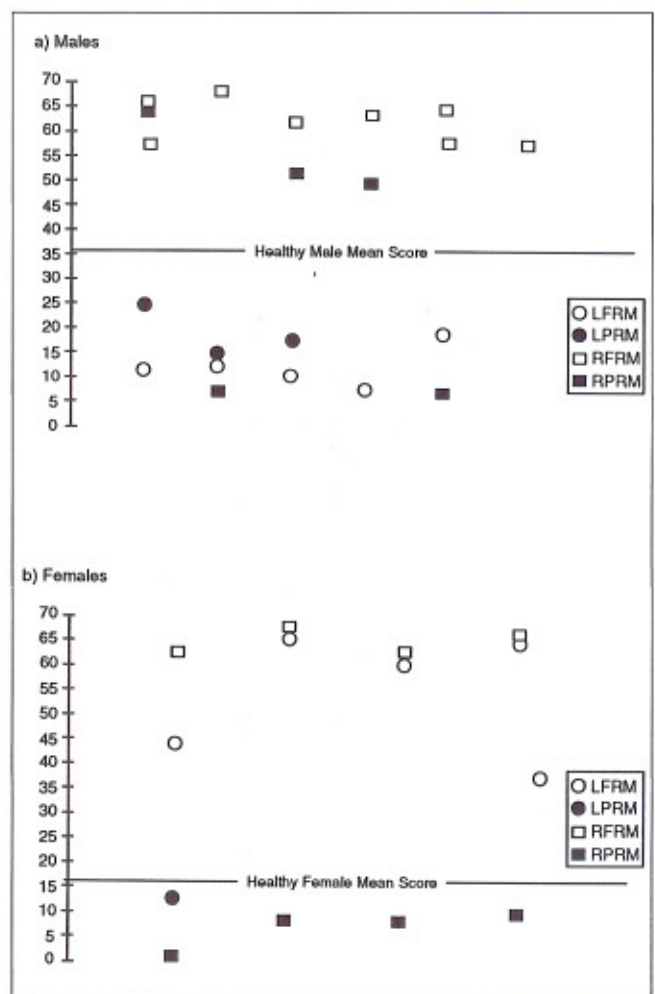 a) Males
70
65
60
55
50
45
40
35
30
25
20
15
10
5
0
Healthy Male Mean Score
LFRM
LPRM
RFRM
RPRM
b) Females
70
65
60
55
50
45
40
35
30
25
20
15
10
5
0
Healthy Female Mean Score
LFRM
LPRM
RFRM
RPRM